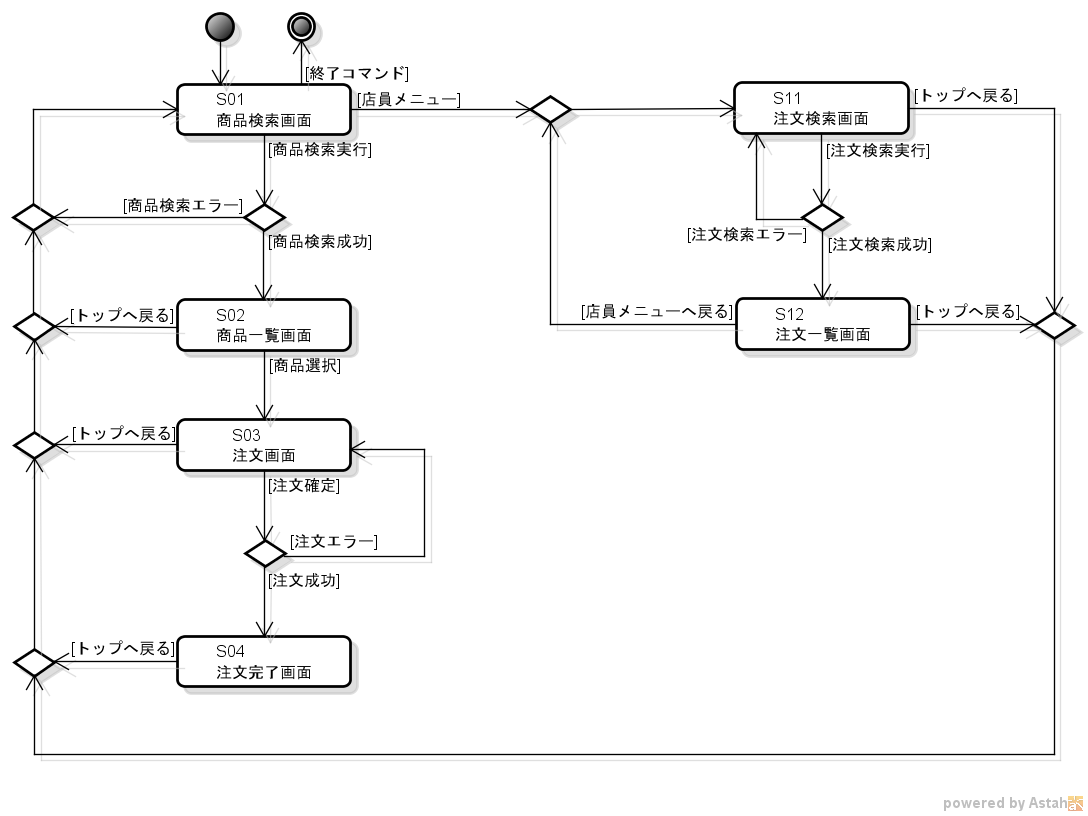 [終了コマンド]
S01
商品検索画面
[店員メニュー]
S11
注文検索画面
[トップへ戻る]
[商品検索実行]
[注文検索実行]
[商品検索エラー]
[商品検索成功]
[注文検索エラー]
[注文検索成功]
[トップへ戻る]
S02
商品一覧画面
[店員メニューへ戻る]
S12
注文一覧画面
[トップへ戻る]
[商品選択]
[トップへ戻る]
S03
注文画面
[注文確定]
[注文エラー]
[注文成功]
[トップへ戻る]
S04
注文完了画面
powered by Astah